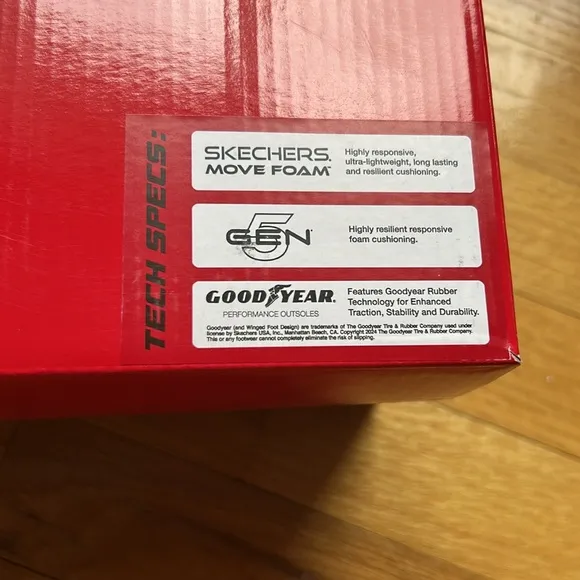 TECH SPECS:
SKECHERS.
MOVE FOAM™
Highly responsive,
ultra-lightweight, long lasting
and resilient cushioning.
GEN 5
Highly resilient responsive
foam cushioning.
GOODYEAR.
PERFORMANCE OUTSOLES
Features Goodyear Rubber
Technology for Enhanced
Traction, Stability and Durability.
Goodyear (and Winged Foot Design) are trademarks of The Goodyear Tire & Rubber Company used under
license by Skechers USA, Inc., Manhattan Beech, CA. Copyright 2024 The Goodyear Tire & Rubber Company.
This or any footwear cannot completely eliminate the risk of slipping.